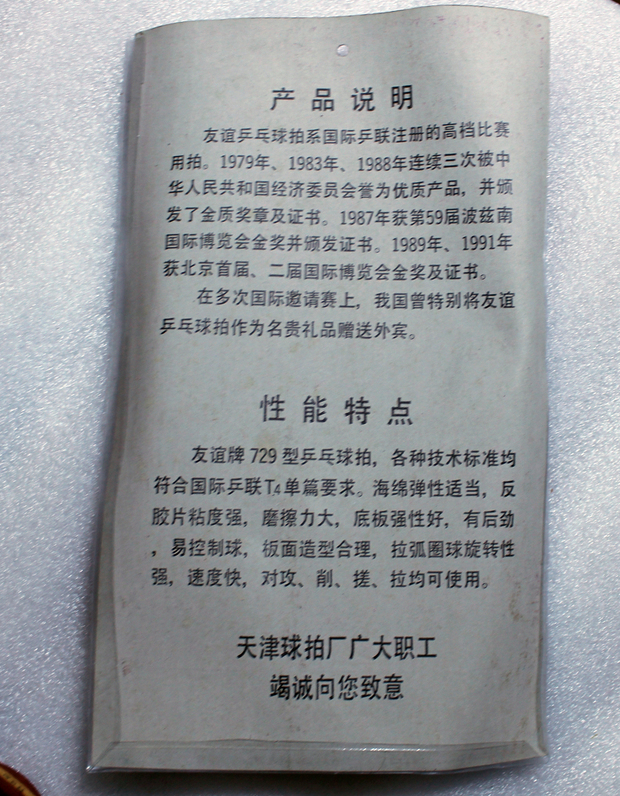 产品说明
友谊乒乓球拍系国际乒联注册的高档比赛
用拍。1979年、1983年、1988年连续三次被中
华人民共和国经济委员会誉为优质产品，并颁
发了金质奖章及证书。1987年获第59届波兹南
国际博览会金奖并颁发证书。1989年、1991年
获北京首届、二届国际博览会金奖及证书。
在多次国际邀请赛上，我国曾特别将友谊
乒乓球拍作为名贵礼品赠送外宾。
性能特点
友谊牌729型乒乓球拍，各种技术标准均
符合国际乒联T4单篇要求。海绵弹性适当，反
胶片粘度强，磨擦力大，底板强性好，有后劲
，易控制球，板面造型合理，拉弧圈球旋转性
强，速度快，对攻、削、搓、拉均可使用。
天津球拍厂广大职工
竭诚向您致意